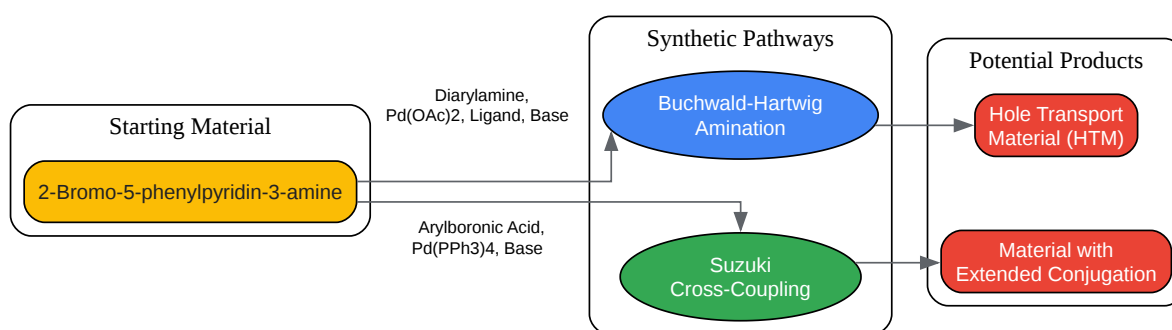 Starting Material
2-Bromo-5-phenylpyridin-3-amine
Diarylamine,
Pd(OAc)2, Ligand, Base
Arylboronic Acid,
Pd(PPh3)4, Base
Synthetic Pathways
Buchwald-Hartwig
Amination
Suzuki
Cross-Coupling
Potential Products
Hole Transport
Material (HTM)
Material with
Extended Conjugation